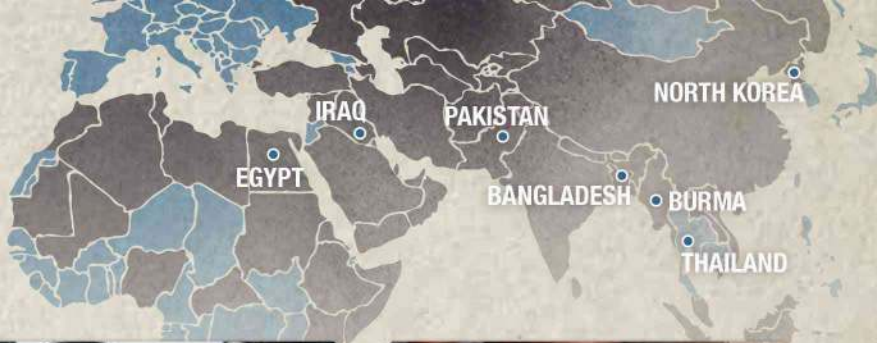 NORTH KOREA
IRAQ
PAKISTAN
EGYPT
BANGLADESH
BURMA
THAILAND